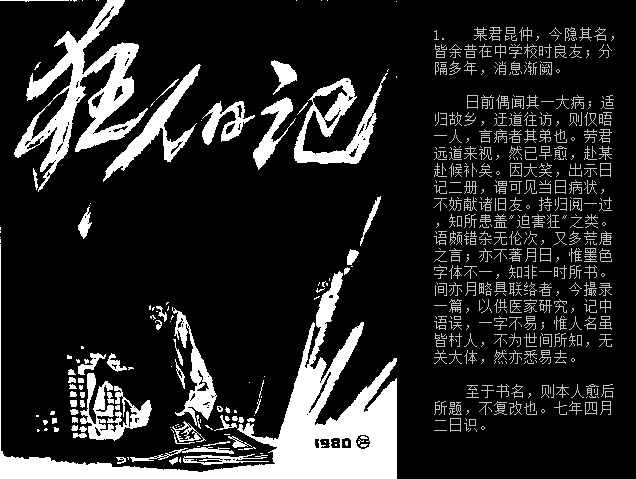 狂人日记
1980
1. 某君昆仲，今隐其名，
皆余昔在中学校时良友；分
隔多年，消息渐阙。
日前偶闻其一大病；适
归故乡，迂道往访，则仅晤
一人，言病者其弟也。劳君
远道来视，然已早愈，赴某
赴候补矣。因大笑，出示日
记二册，谓可见当日病状，
不妨献诸旧友。持归阅一过
，知所患盖"迫害狂"之类。
语颇错杂无伦次，又多荒唐
之言；亦不著月日，惟墨色
字体不一，知非一时所书。
间亦月略具联络者，今撮录
一篇，以供医家研究，记中
语误，一字不易；惟人名虽
皆村人，不为世间所知，无
关大体，然亦悉易去。
至于书名，则本人愈后
所题，不复改也。七年四月
二日识。